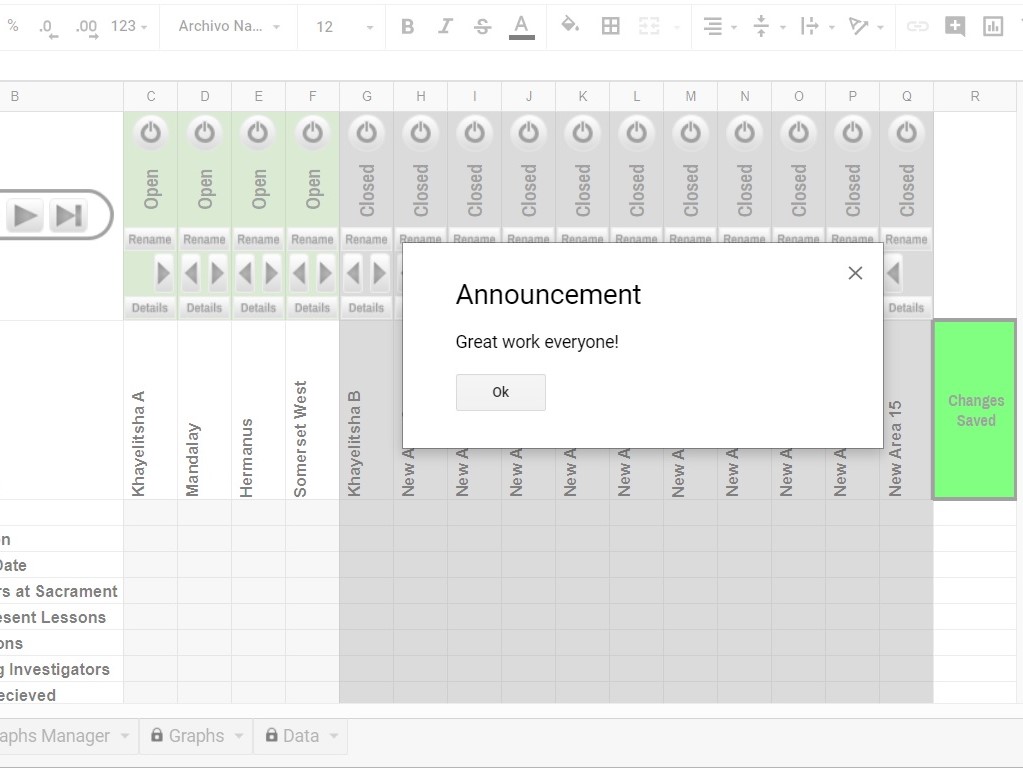 % .0 .00 123 Archivo Na... 12 B I S A
B C D E F G H I J K L M N O P Q R
Open Open Open Open Closed Closed Closed Closed Closed Closed Closed Closed Closed Closed Closed
Rename Rename Rename Rename Rename Rename Rename Rename Rename Rename Rename Rename Rename Rename Rename
Details Details Details Details Details Details
Announcement
Great work everyone!
Ok
Changes
Saved
Khayelitsha A
Mandalay
Hermanus
Somerset West
Khayelitsha B
New A
New A
New A
New A
New A
New A
New A
New A
New A
New Area 15
n
Date
rs at Sacrament
esent Lessons
ons
g Investigators
ecieved
aphs Manager Graphs Data